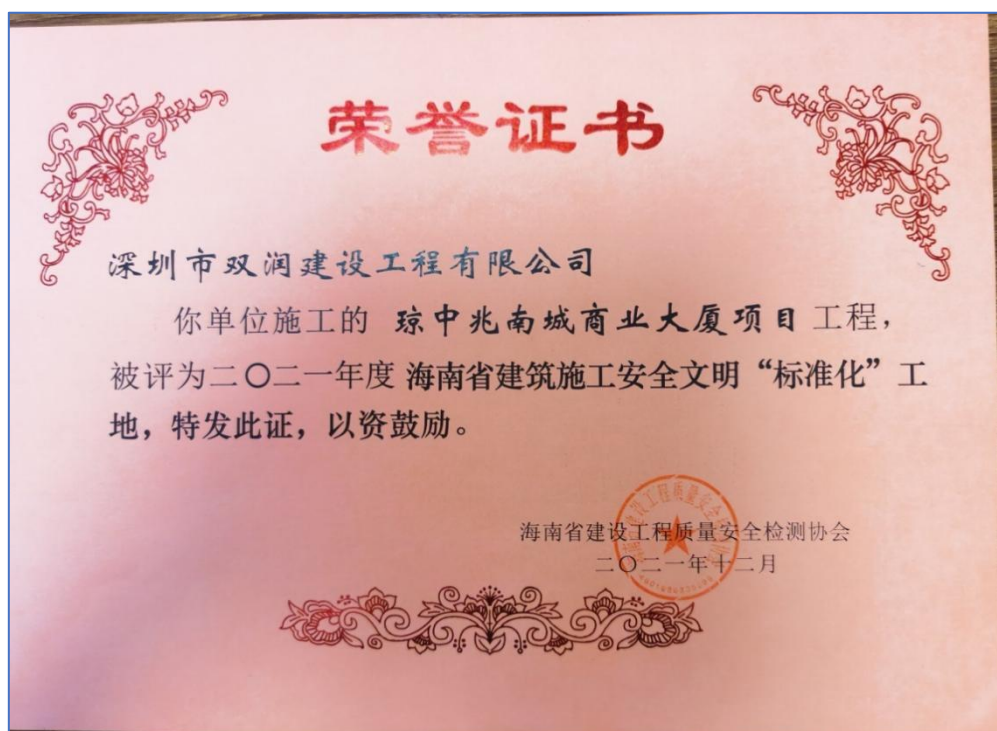 荣誉证书
深圳市双润建设工程有限公司
你单位施工的 琼中兆南城商业大厦项目 工程，
被评为二〇二一年度 海南省建筑施工安全文明“标准化”工
地，特发此证，以资鼓励。
海南省建设工程质量安全检测协会
二〇二一年十二月